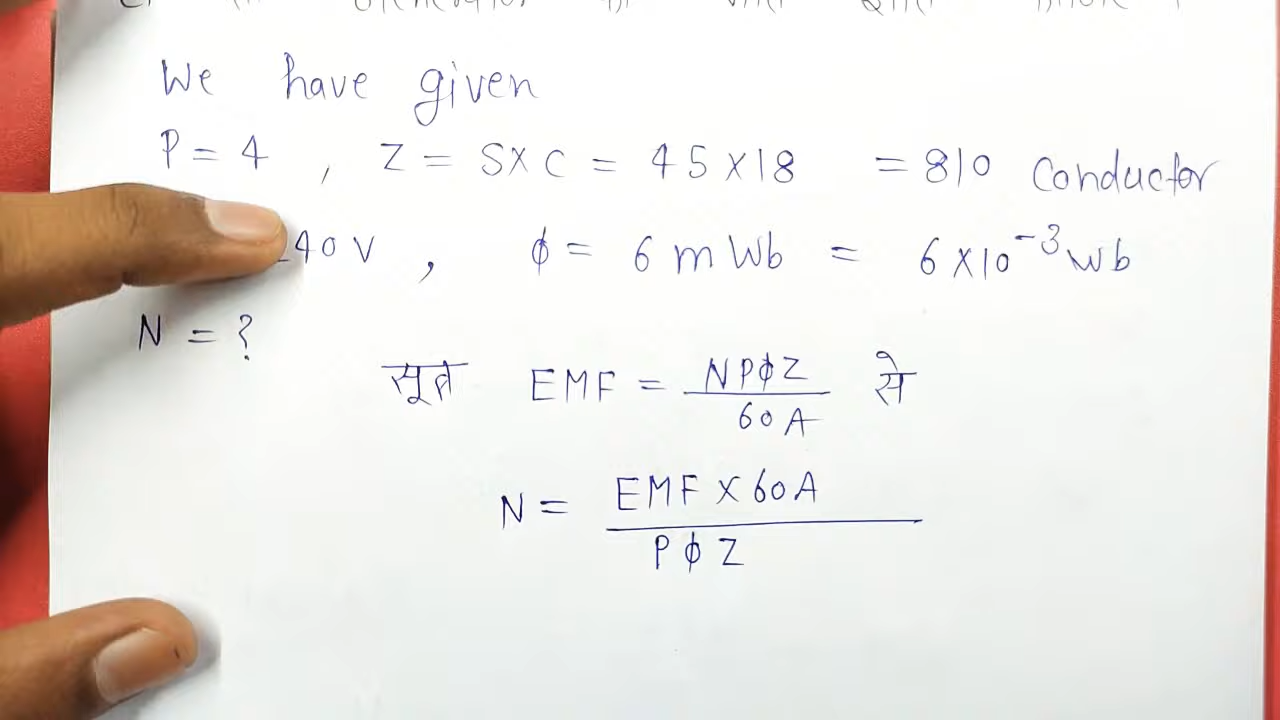 We have given
P = 4 , Z = S×C = 45×18 = 810 Conductor
40 V , ϕ = 6 m Wb = 6×10⁻³ wb
N = ?
सूत्र EMF = NPϕZ / 60A से
N = EMF × 60A / PϕZ